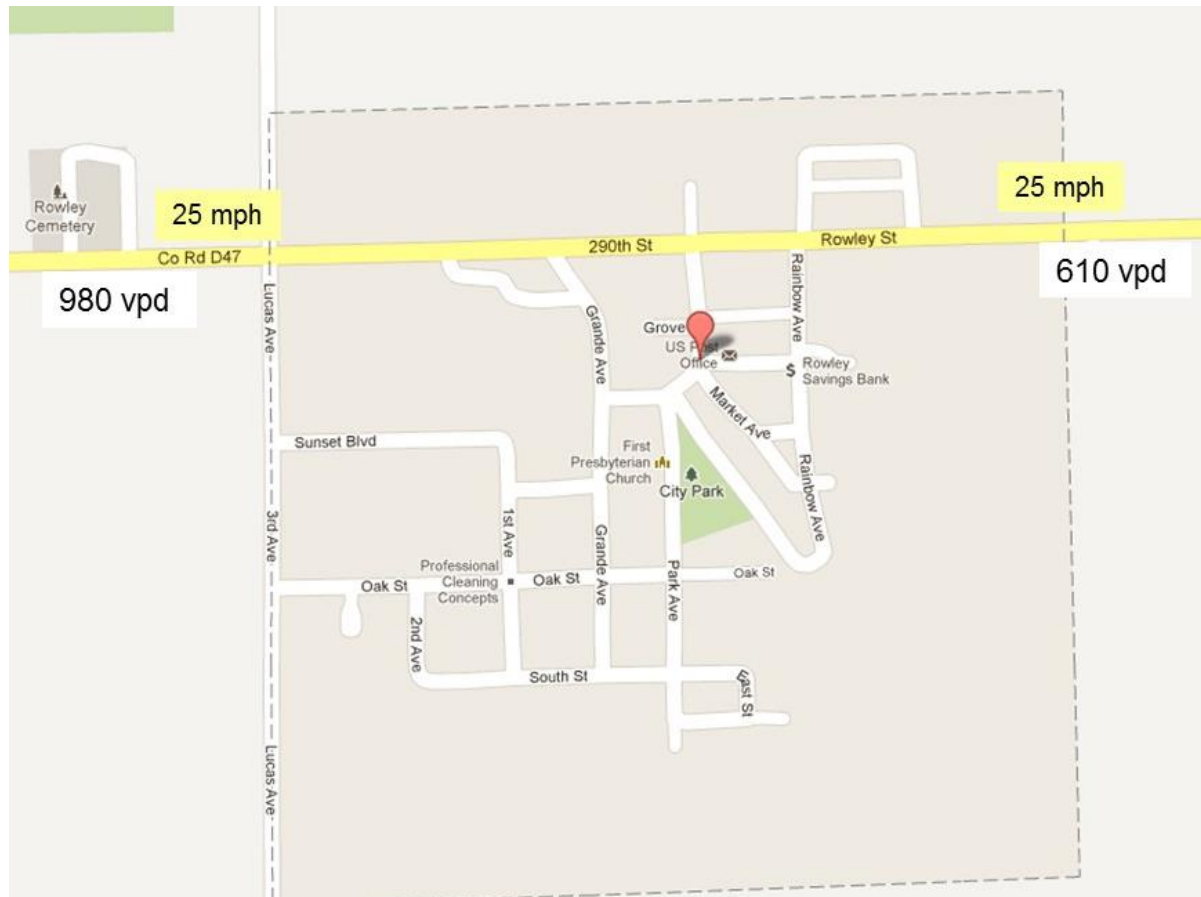 Rowley
Cemetery
25 mph
25 mph
290th St
Rowley St
Co Rd D47
980 vpd
610 vpd
Lucas Ave
Rainbow Ave
Grande Ave
Grove
US Post
Office
$
Rowley
Savings Bank
Market Ave
Sunset Blvd
First
Presbyterian
Church
City Park
Rainbow Ave
3rd Ave
1st Ave
Grande Ave
Professional
Cleaning
Concepts
Oak St
Oak St
Oak St
Park Ave
2nd Ave
South St
East St
Lucas Ave